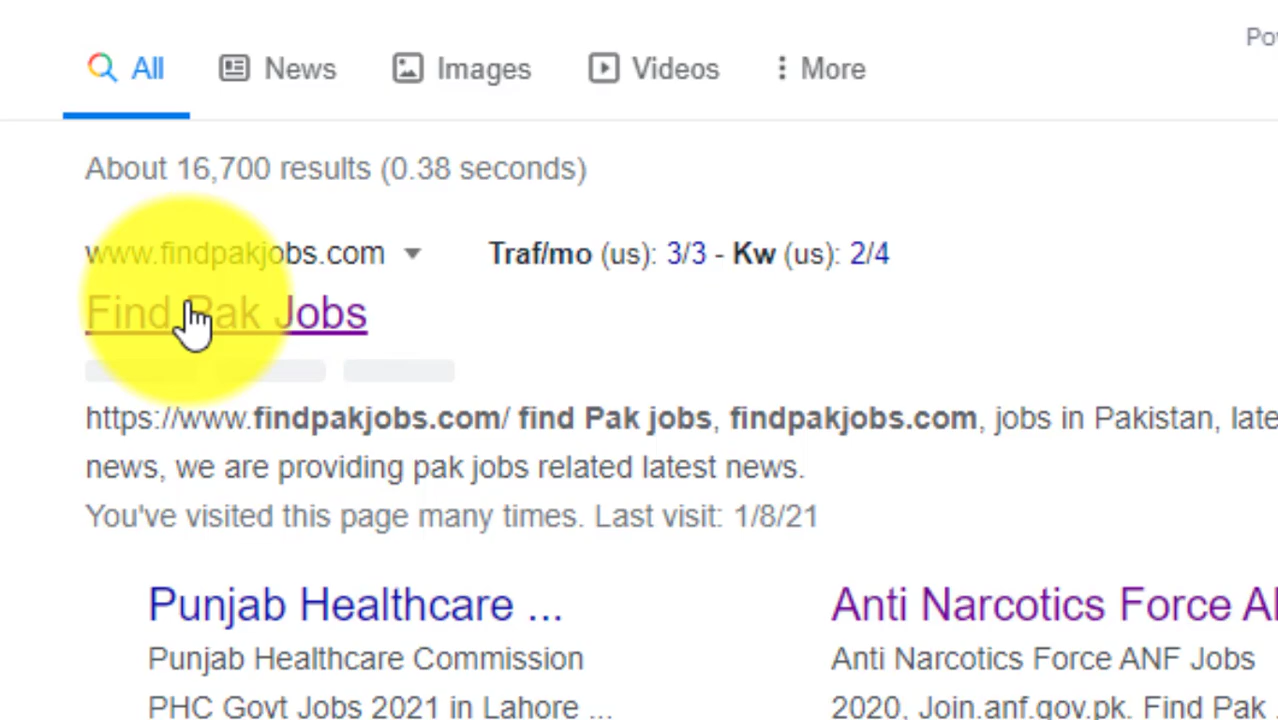 Pov
All News Images Videos More
About 16,700 results (0.38 seconds)
www.findpakjobs.com Traf/mo (us): 3/3 - Kw (us): 2/4
Find Pak Jobs
https://www.findpakjobs.com/ find Pak jobs, findpakjobs.com, jobs in Pakistan, late
news, we are providing pak jobs related latest news.
You've visited this page many times. Last visit: 1/8/21
Punjab Healthcare ... Anti Narcotics Force A
Punjab Healthcare Commission Anti Narcotics Force ANF Jobs
PHC Govt Jobs 2021 in Lahore ... 2020, Join.anf.gov.pk. Find Pak